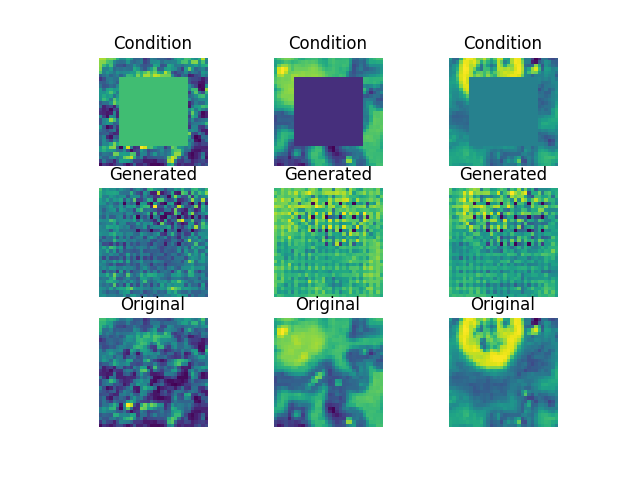 Condition Condition Condition
Generated Generated Generated
Original Original Original